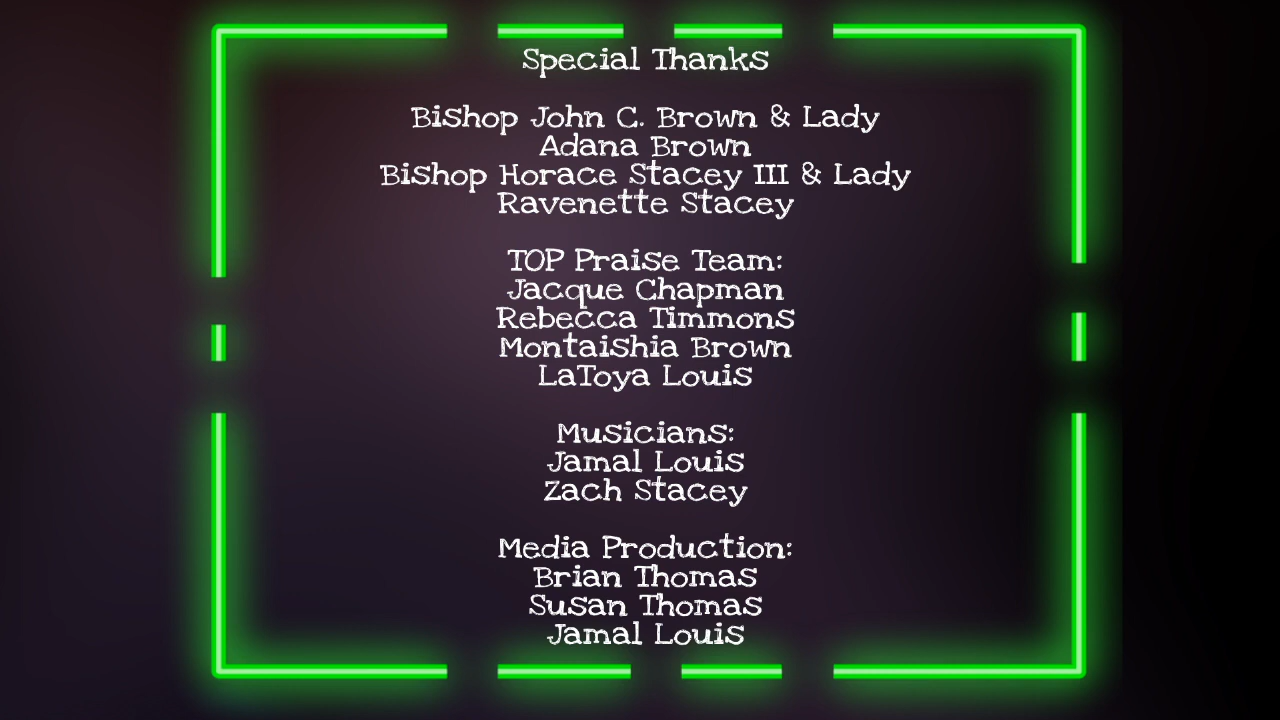 Special Thanks
Bishop John C. Brown & Lady
Adana Brown
Bishop Horace Stacey III & Lady
Ravenette Stacey
TOP Praise Team:
Jacque Chapman
Rebecca Timmons
Montaishia Brown
LaToya Louis
Musicians:
Jamal Louis
Zach Stacey
Media Production:
Brian Thomas
Susan Thomas
Jamal Louis